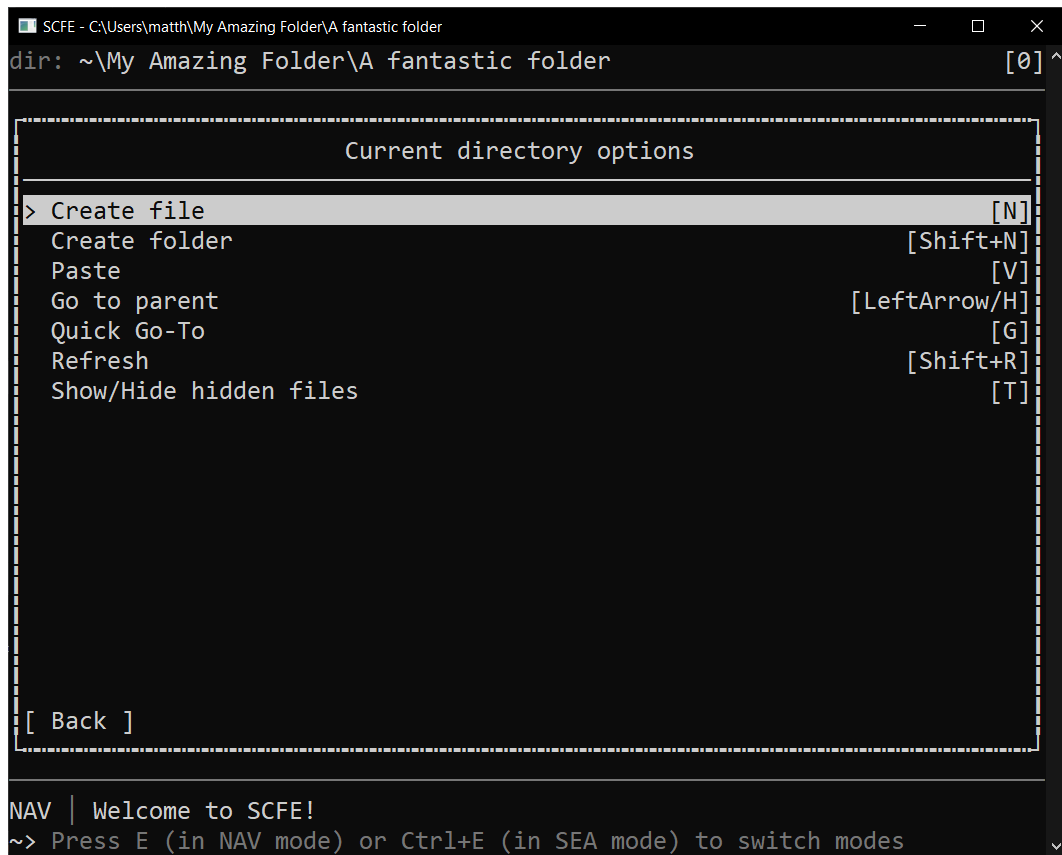 SCFE - C:\Users\matth\My Amazing Folder\A fantastic folder
dir: ~\My Amazing Folder\A fantastic folder [0]
Current directory options
> Create file [N]
Create folder [Shift+N]
Paste [V]
Go to parent [LeftArrow/H]
Quick Go-To [G]
Refresh [Shift+R]
Show/Hide hidden files [T]
[ Back ]
NAV │ Welcome to SCFE!
~> Press E (in NAV mode) or Ctrl+E (in SEA mode) to switch modes